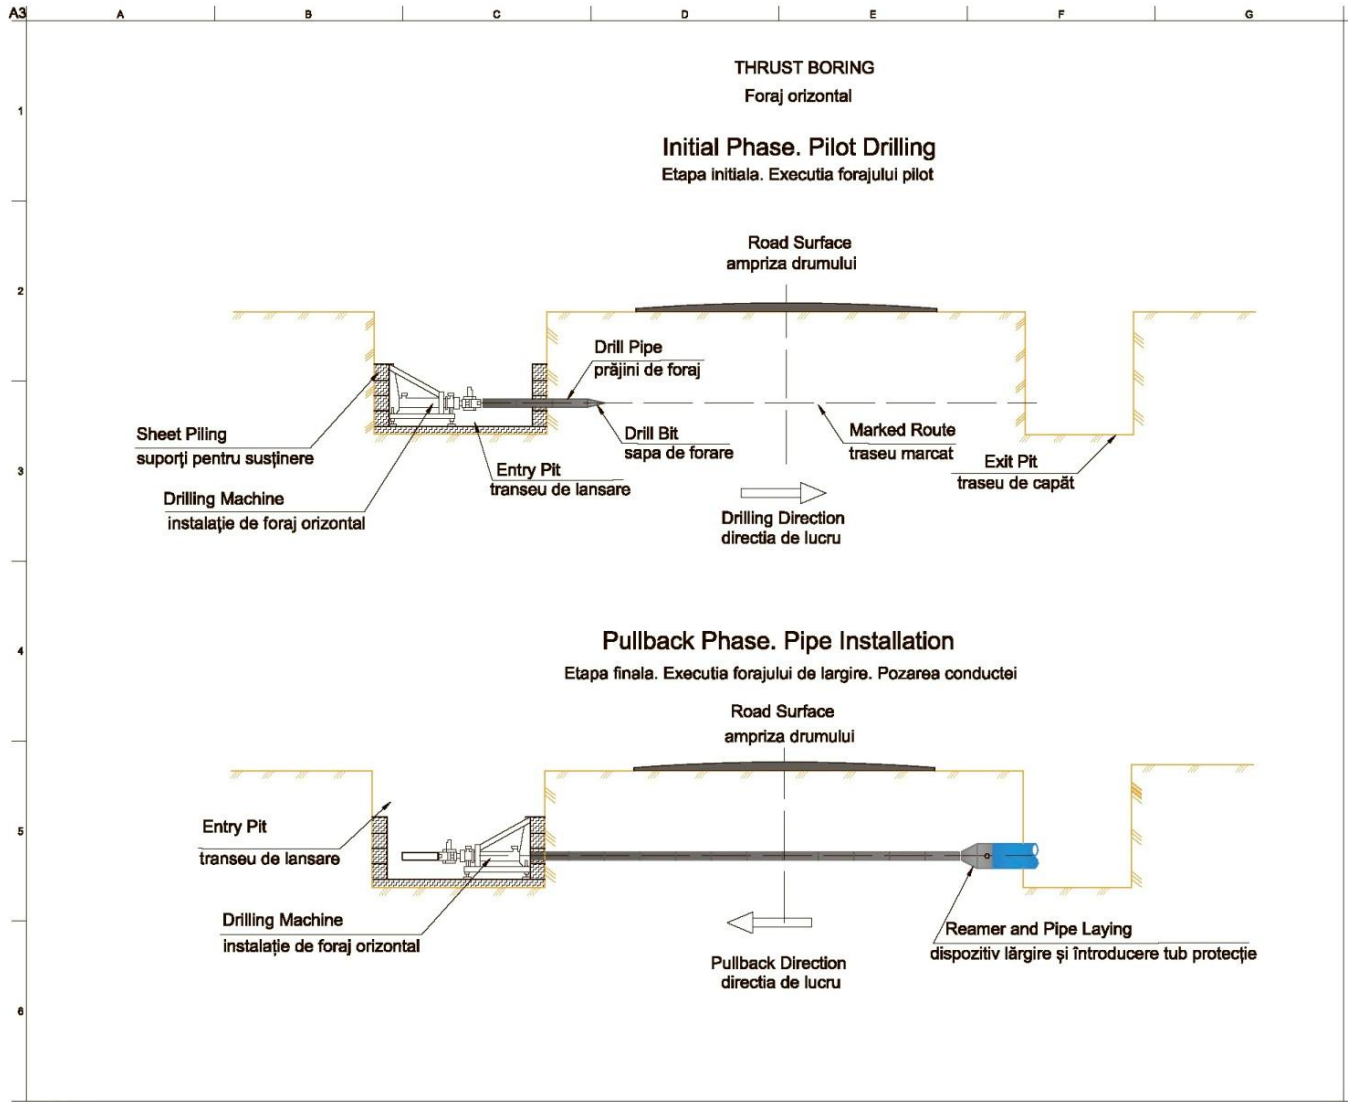 A3 A B C D E F G
1
THRUST BORING
Foraj orizontal
Initial Phase. Pilot Drilling
Etapa initiala. Executia forajului pilot
2
Road Surface
ampriza drumului
Drill Pipe
prăjini de foraj
Sheet Piling
suporți pentru susținere
Drill Bit
sapa de forare
Marked Route
traseu marcat
3
Entry Pit
transeu de lansare
Exit Pit
traseu de capăt
Drilling Machine
instalație de foraj orizontal
Drilling Direction
directia de lucru
4
Pullback Phase. Pipe Installation
Etapa finala. Executia forajului de largire. Pozarea conductei
Road Surface
ampriza drumului
5
Entry Pit
transeu de lansare
Drilling Machine
instalație de foraj orizontal
Reamer and Pipe Laying
dispozitiv lărgire și întroducere tub protecție
Pullback Direction
directia de lucru
6